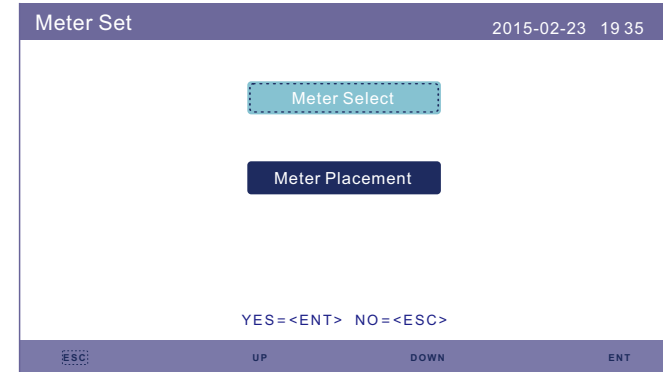 Meter Set 2015-02-23 19 35
Meter Select
Meter Placement
YES=<ENT> NO=<ESC>
ESC UP DOWN ENT